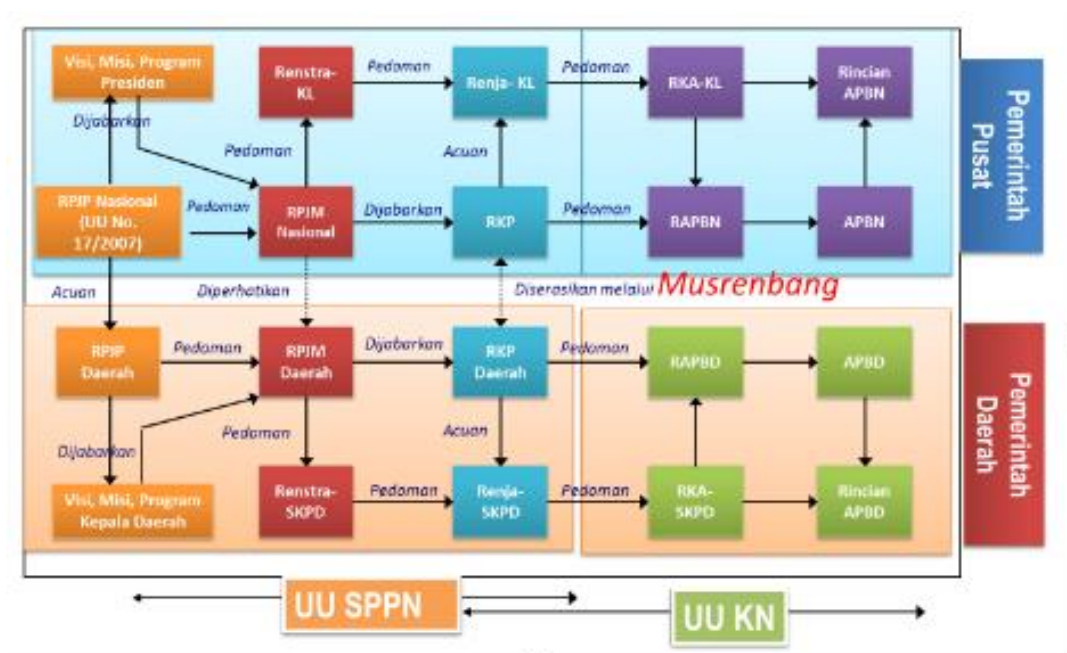 Visi, Misi, Program
Presiden
Renstra-
KL
Pedoman
Renja- KL
Pedoman
RKA-KL
Rincian
APBN
Dijabarkan
Pedoman
Acuan
RPJP Nasional
(UU No.
17/2007)
Pedoman
RPJM
Nasional
Dijabarkan
RKP
Pedoman
RAPBN
APBN
Pemerintah
Pusat
Acuan
Diperhatikan
Diserasikan melalui Musrenbang
RPJP
Daerah
Pedoman
RPJM
Daerah
Dijabarkan
RKP
Daerah
Pedoman
RAPBD
APBD
Dijabarkan
Pedoman
Acuan
Visi, Misi, Program
Kepala Daerah
Renstra-
SKPD
Pedoman
Renja-
SKPD
Pedoman
RKA-
SKPD
Rincian
APBD
Pemerintah
Daerah
UU SPPN
UU KN